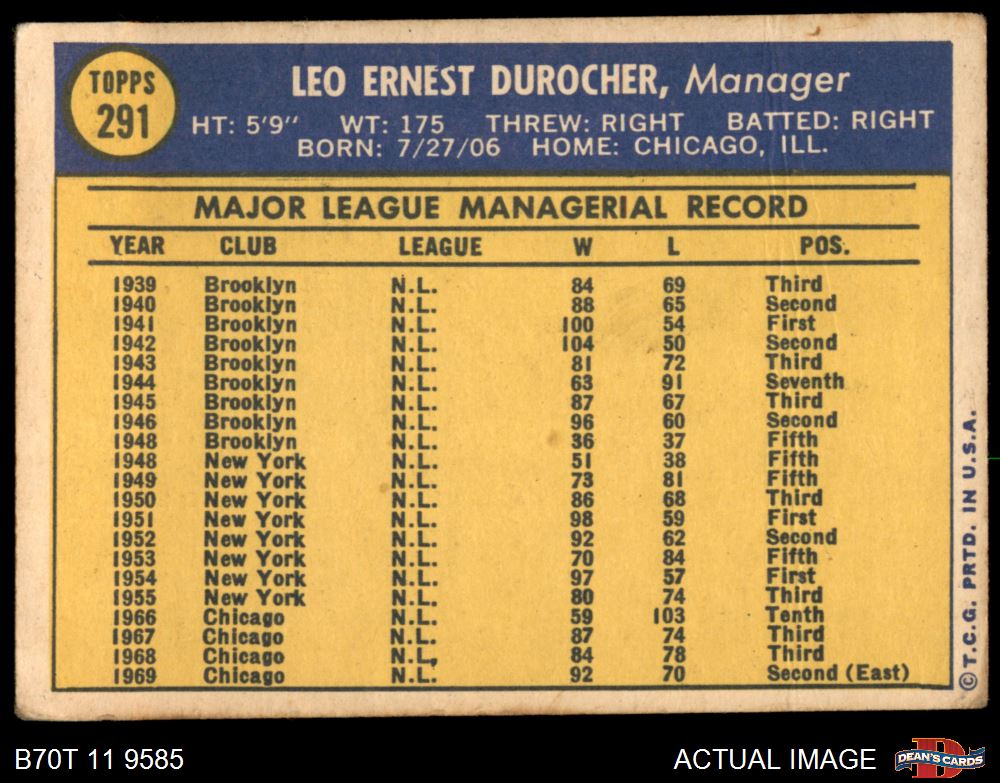 TOPPS
291
LEO ERNEST DUROCHER, Manager
HT: 5'9" WT: 175 THREW: RIGHT BATTED: RIGHT
BORN: 7/27/06 HOME: CHICAGO, ILL.
MAJOR LEAGUE MANAGERIAL RECORD
YEAR CLUB LEAGUE W L POS.
1939 Brooklyn N.L. 84 69 Third
1940 Brooklyn N.L. 88 65 Second
1941 Brooklyn N.L. 100 54 First
1942 Brooklyn N.L. 104 50 Second
1943 Brooklyn N.L. 81 72 Third
1944 Brooklyn N.L. 63 91 Seventh
1945 Brooklyn N.L. 87 67 Third
1946 Brooklyn N.L. 96 60 Second
1948 Brooklyn N.L. 36 37 Fifth
1948 New York N.L. 51 38 Fifth
1949 New York N.L. 73 81 Fifth
1950 New York N.L. 86 68 Third
1951 New York N.L. 98 59 First
1952 New York N.L. 92 62 Second
1953 New York N.L. 70 84 Fifth
1954 New York N.L. 97 57 First
1955 New York N.L. 80 74 Third
1966 Chicago N.L. 59 103 Tenth
1967 Chicago N.L. 87 74 Third
1968 Chicago N.L. 84 78 Third
1969 Chicago N.L. 92 70 Second (East)
©T.C.G. PRTD. IN U.S.A.
B70T 11 9585
ACTUAL IMAGE
DEAN'S CARDS